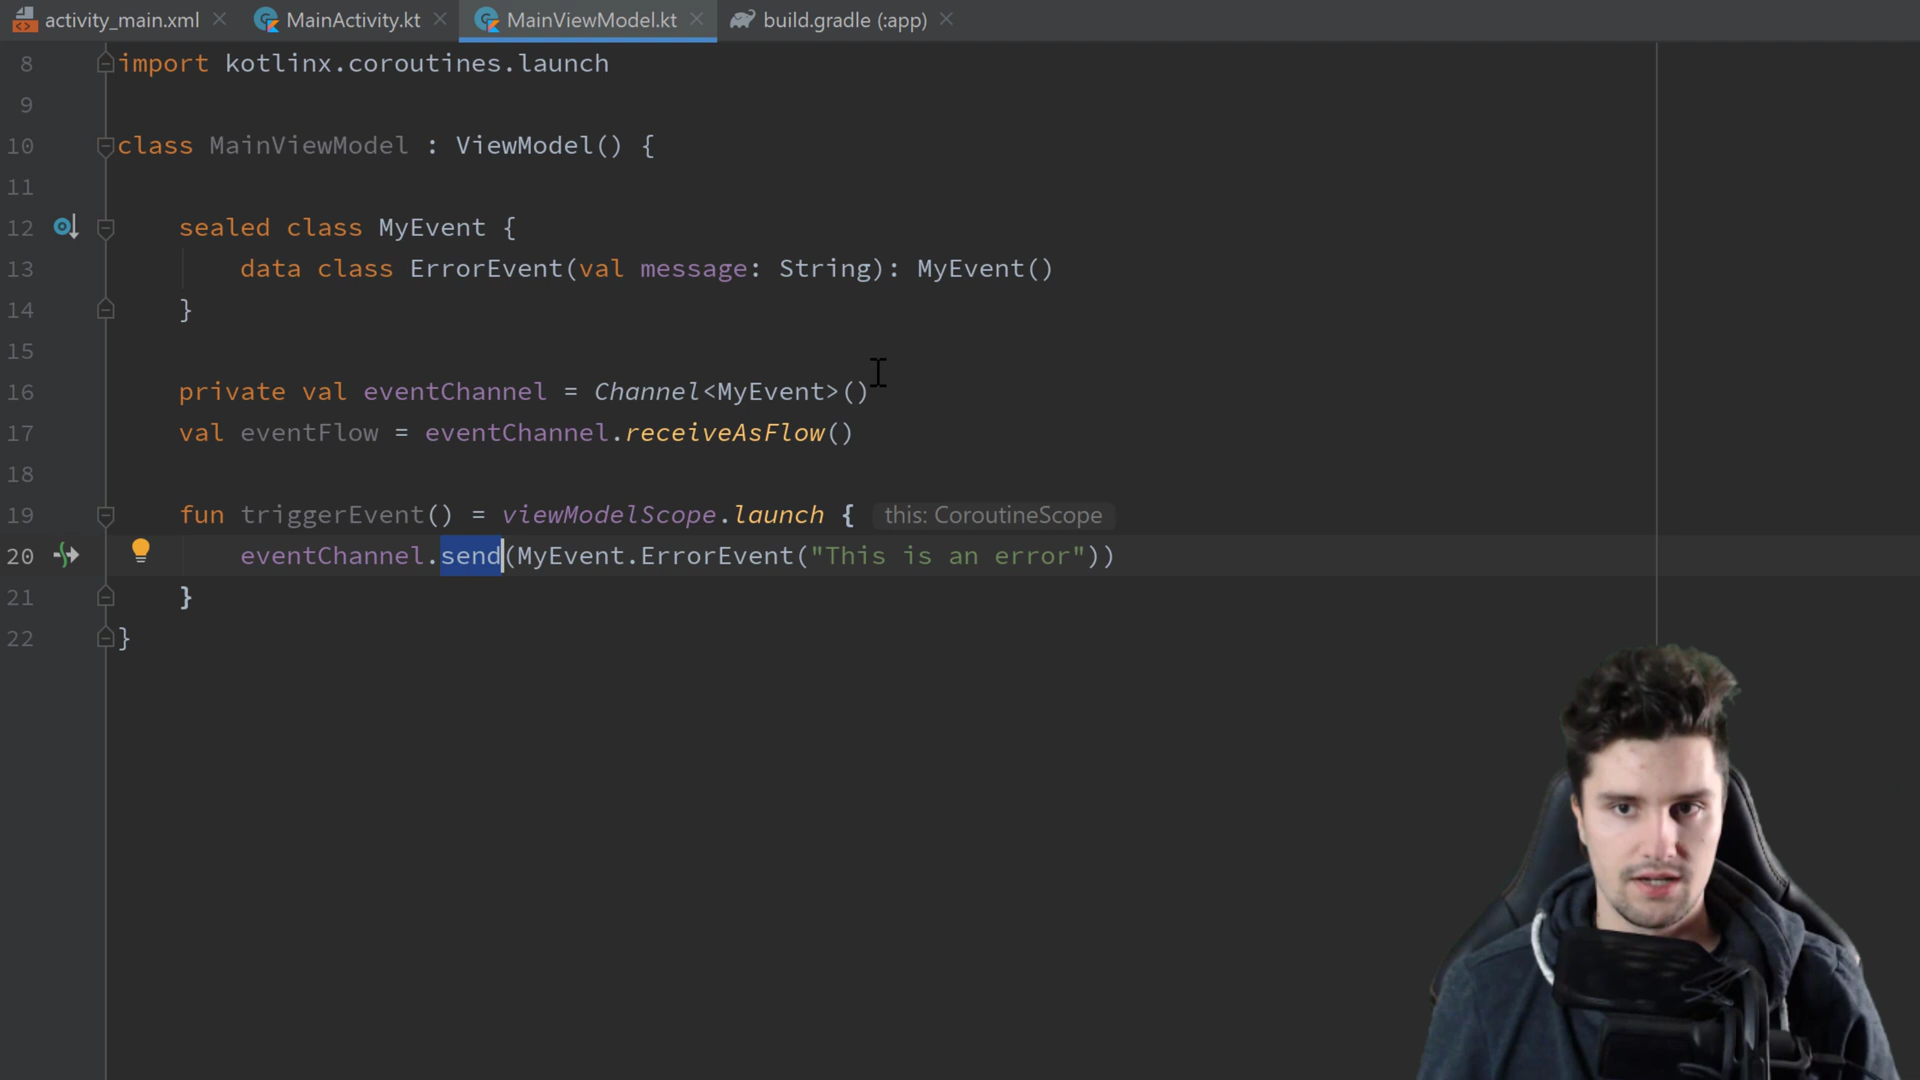 activity_main.xml MainActivity.kt MainViewModel.kt build.gradle (:app)
8 import kotlinx.coroutines.launch
9
10 class MainViewModel : ViewModel() {
11
12 sealed class MyEvent {
13 data class ErrorEvent(val message: String): MyEvent()
14 }
15
16 private val eventChannel = Channel<MyEvent>()
17 val eventFlow = eventChannel.receiveAsFlow()
18
19 fun triggerEvent() = viewModelScope.launch { this: CoroutineScope
20 eventChannel.send(MyEvent.ErrorEvent("This is an error"))
21 }
22 }